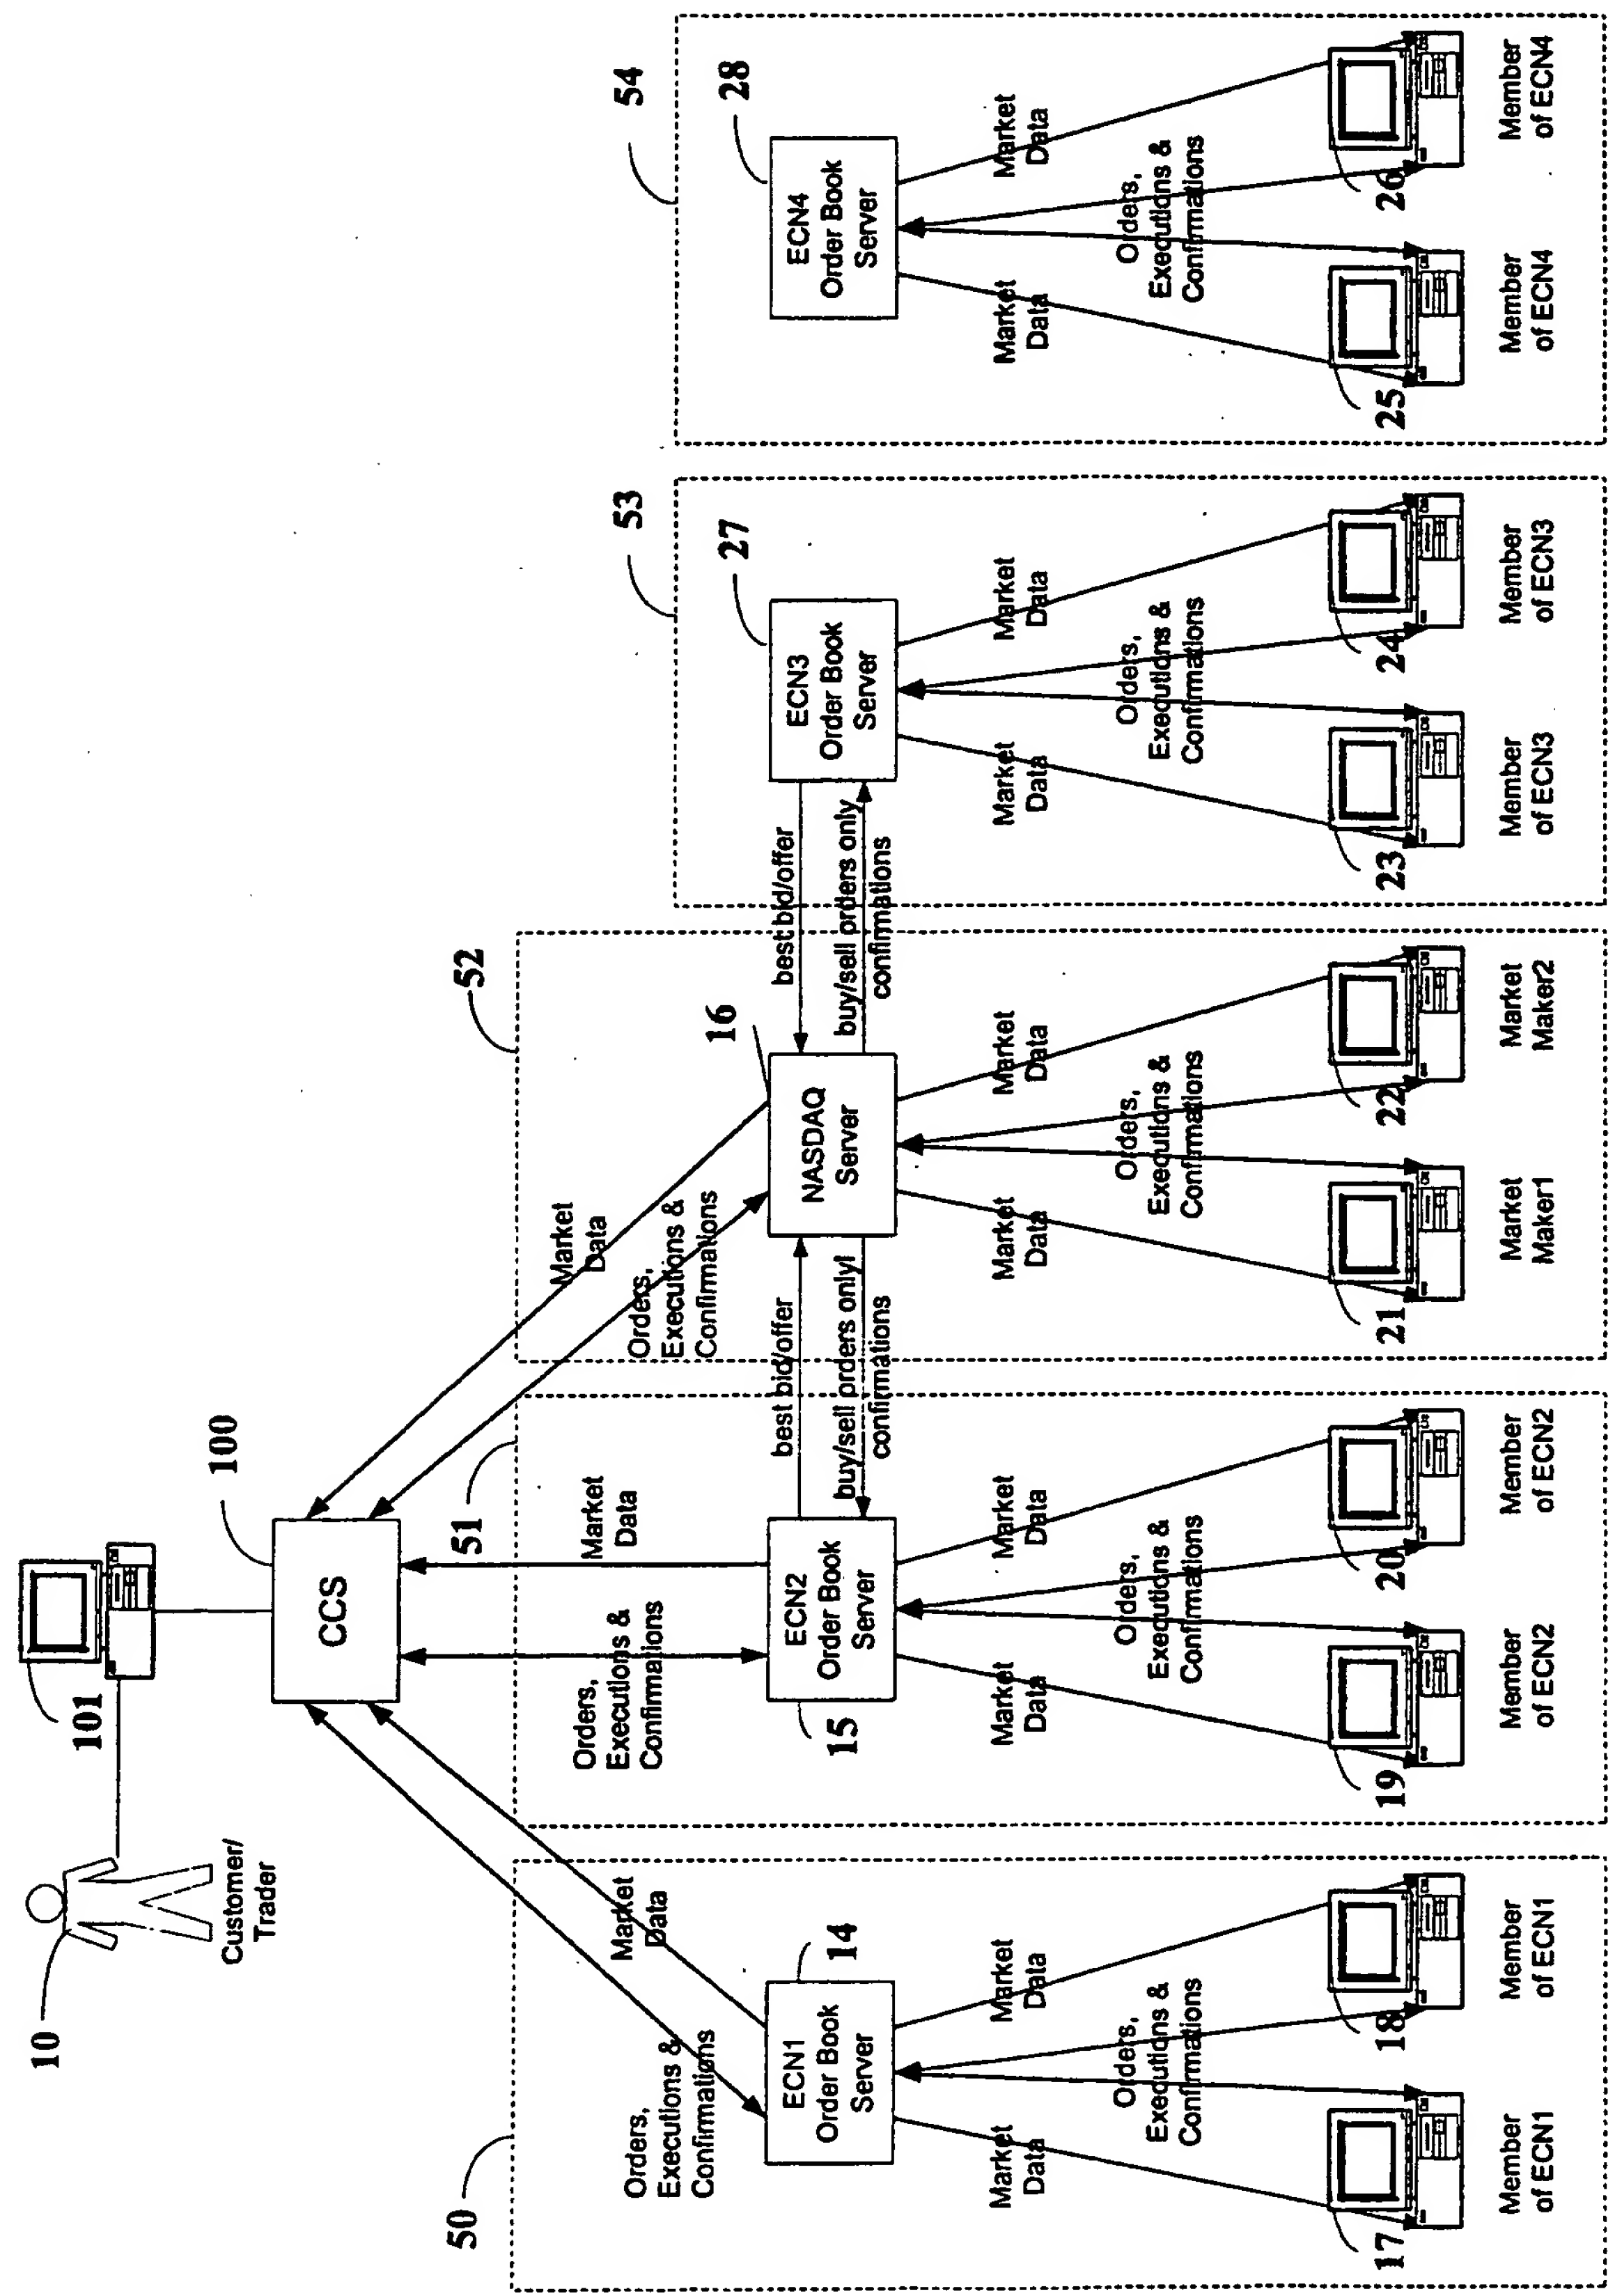 10
Customer/
Trader
101
100
CCS
50
51
52
53
54
Orders,
Executions &
Confirmations
Market
Data
Orders,
Executions &
Confirmations
Market
Data
Market
Data
Orders,
Executions &
Confirmations
ECN1
Order Book
Server
14
ECN2
Order Book
Server
15
best bid/offer
buy/sell orders only
confirmations
NASDAQ
Server
16
best bid/offer
buy/sell orders only
confirmations
ECN3
Order Book
Server
27
ECN4
Order Book
Server
28
Market
Data
Orders,
Executions &
Confirmations
Market
Data
Market
Data
Orders,
Executions &
Confirmations
Market
Data
Market
Data
Orders,
Executions &
Confirmations
Market
Data
Market
Data
Orders,
Executions &
Confirmations
Market
Data
Market
Data
Orders,
Executions &
Confirmations
Market
Data
17
18
19
20
21
22
23
24
25
26
Member
of ECN1
Member
of ECN1
Member
of ECN2
Member
of ECN2
Market
Maker1
Market
Maker2
Member
of ECN3
Member
of ECN3
Member
of ECN4
Member
of ECN4